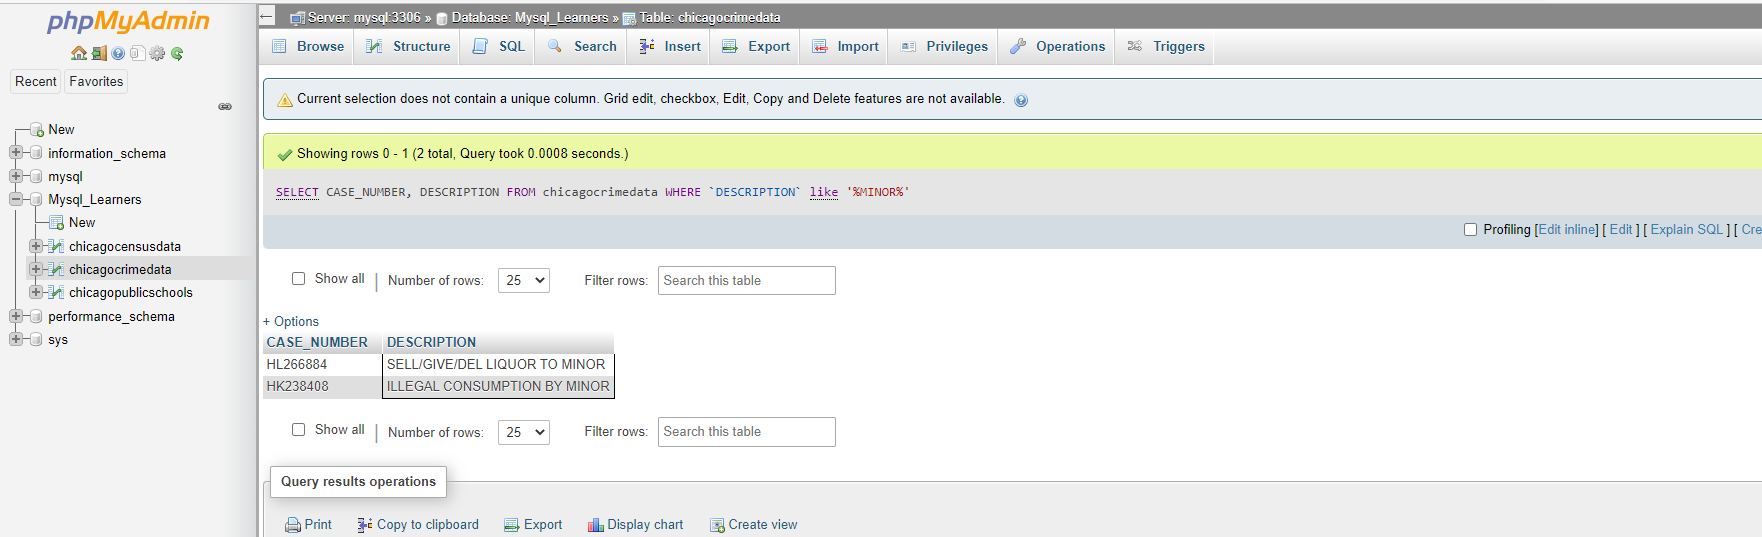 phpMyAdmin
Recent Favorites
New
information_schema
mysql
Mysql_Learners
New
chicagocensusdata
chicagocrimedata
chicagopublicschools
performance_schema
sys
Server: mysql:3306 » Database: Mysql_Learners » Table: chicagocrimedata
Browse Structure SQL Search Insert Export Import Privileges Operations Triggers
Current selection does not contain a unique column. Grid edit, checkbox, Edit, Copy and Delete features are not available.
Showing rows 0 - 1 (2 total, Query took 0.0008 seconds.)
SELECT CASE_NUMBER, DESCRIPTION FROM chicagocrimedata WHERE `DESCRIPTION` like '%MINOR%'
Profiling [Edit inline] [ Edit ] [ Explain SQL ] [ Cre
Show all | Number of rows: 25 Filter rows: Search this table
+ Options
CASE_NUMBER DESCRIPTION
HL266884 SELL/GIVE/DEL LIQUOR TO MINOR
HK238408 ILLEGAL CONSUMPTION BY MINOR
Show all | Number of rows: 25 Filter rows: Search this table
Query results operations
Print Copy to clipboard Export Display chart Create view